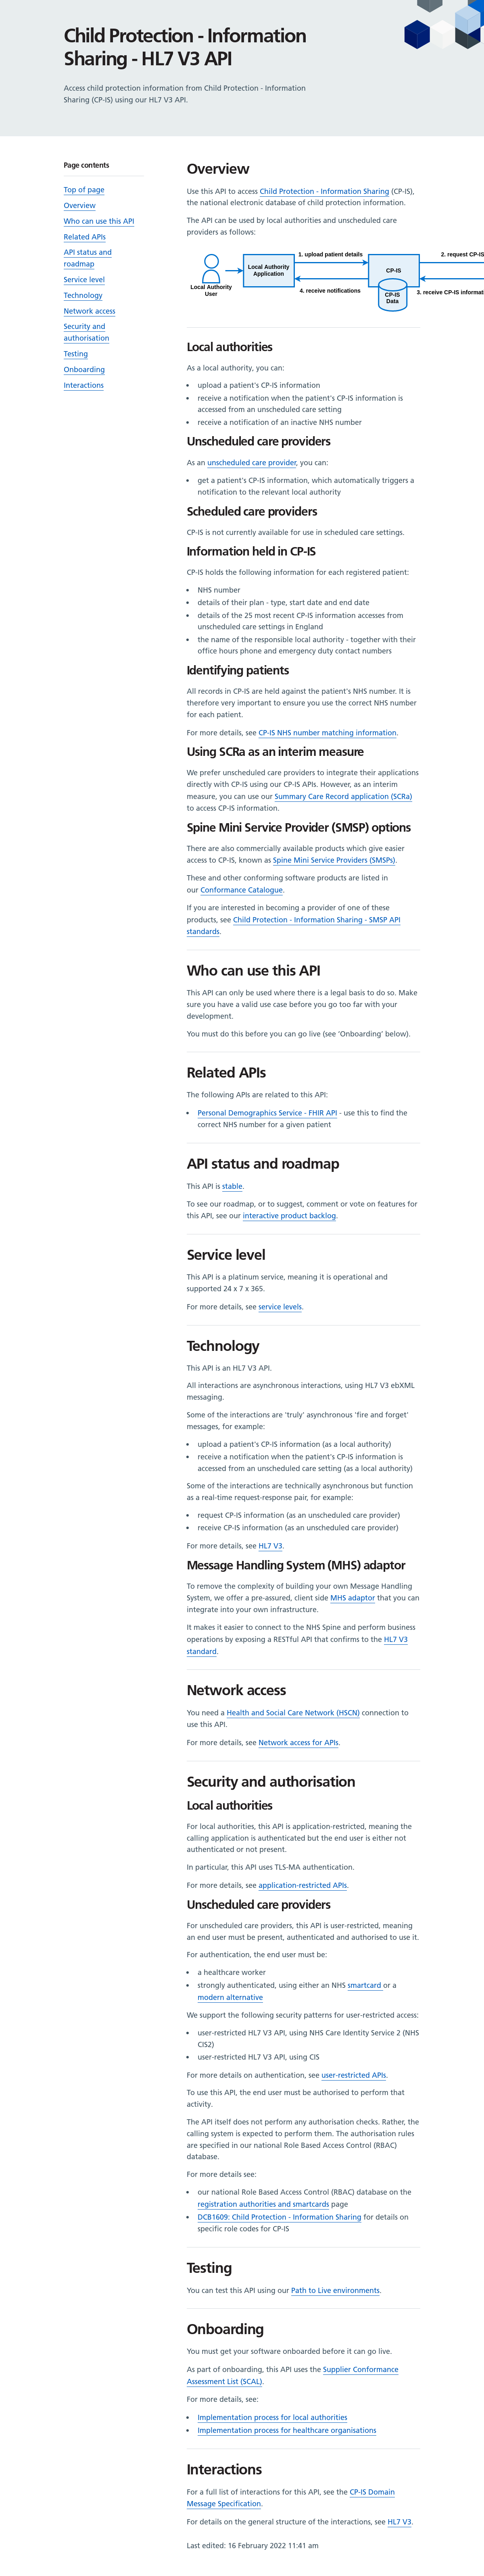 Child Protection - Information
Sharing - HL7 V3 API
Access child protection information from Child Protection - Information
Sharing (CP-IS) using our HL7 V3 API.
Page contents
Top of page
Overview
Who can use this API
Related APIs
API status and
roadmap
Service level
Technology
Network access
Security and
authorisation
Testing
Onboarding
Interactions
Overview
Use this API to access Child Protection - Information Sharing (CP-IS),
the national electronic database of child protection information.
The API can be used by local authorities and unscheduled care
providers as follows:
Local Authority
User
Local Authority
Application
1. upload patient details
4. receive notifications
CP-IS
CP-IS
Data
2. request CP-IS
3. receive CP-IS informat
Local authorities
As a local authority, you can:
• upload a patient's CP-IS information
• receive a notification when the patient's CP-IS information is
accessed from an unscheduled care setting
• receive a notification of an inactive NHS number
Unscheduled care providers
As an unscheduled care provider, you can:
• get a patient's CP-IS information, which automatically triggers a
notification to the relevant local authority
Scheduled care providers
CP-IS is not currently available for use in scheduled care settings.
Information held in CP-IS
CP-IS holds the following information for each registered patient:
• NHS number
• details of their plan - type, start date and end date
• details of the 25 most recent CP-IS information accesses from
unscheduled care settings in England
• the name of the responsible local authority - together with their
office hours phone and emergency duty contact numbers
Identifying patients
All records in CP-IS are held against the patient's NHS number. It is
therefore very important to ensure you use the correct NHS number
for each patient.
For more details, see CP-IS NHS number matching information.
Using SCRa as an interim measure
We prefer unscheduled care providers to integrate their applications
directly with CP-IS using our CP-IS APIs. However, as an interim
measure, you can use our Summary Care Record application (SCRa)
to access CP-IS information.
Spine Mini Service Provider (SMSP) options
There are also commercially available products which give easier
access to CP-IS, known as Spine Mini Service Providers (SMSPs).
These and other conforming software products are listed in
our Conformance Catalogue.
If you are interested in becoming a provider of one of these
products, see Child Protection - Information Sharing - SMSP API
standards.
Who can use this API
This API can only be used where there is a legal basis to do so. Make
sure you have a valid use case before you go too far with your
development.
You must do this before you can go live (see 'Onboarding' below).
Related APIs
The following APIs are related to this API:
• Personal Demographics Service - FHIR API - use this to find the
correct NHS number for a given patient
API status and roadmap
This API is stable.
To see our roadmap, or to suggest, comment or vote on features for
this API, see our interactive product backlog.
Service level
This API is a platinum service, meaning it is operational and
supported 24 x 7 x 365.
For more details, see service levels.
Technology
This API is an HL7 V3 API.
All interactions are asynchronous interactions, using HL7 V3 ebXML
messaging.
Some of the interactions are 'truly' asynchronous 'fire and forget'
messages, for example:
• upload a patient's CP-IS information (as a local authority)
• receive a notification when the patient's CP-IS information is
accessed from an unscheduled care setting (as a local authority)
Some of the interactions are technically asynchronous but function
as a real-time request-response pair, for example:
• request CP-IS information (as an unscheduled care provider)
• receive CP-IS information (as an unscheduled care provider)
For more details, see HL7 V3.
Message Handling System (MHS) adaptor
To remove the complexity of building your own Message Handling
System, we offer a pre-assured, client side MHS adaptor that you can
integrate into your own infrastructure.
It makes it easier to connect to the NHS Spine and perform business
operations by exposing a RESTful API that confirms to the HL7 V3
standard.
Network access
You need a Health and Social Care Network (HSCN) connection to
use this API.
For more details, see Network access for APIs.
Security and authorisation
Local authorities
For local authorities, this API is application-restricted, meaning the
calling application is authenticated but the end user is either not
authenticated or not present.
In particular, this API uses TLS-MA authentication.
For more details, see application-restricted APIs.
Unscheduled care providers
For unscheduled care providers, this API is user-restricted, meaning
an end user must be present, authenticated and authorised to use it.
For authentication, the end user must be:
• a healthcare worker
• strongly authenticated, using either an NHS smartcard or a
modern alternative
We support the following security patterns for user-restricted access:
• user-restricted HL7 V3 API, using NHS Care Identity Service 2 (NHS
CIS2)
• user-restricted HL7 V3 API, using CIS
For more details on authentication, see user-restricted APIs.
To use this API, the end user must be authorised to perform that
activity.
The API itself does not perform any authorisation checks. Rather, the
calling system is expected to perform them. The authorisation rules
are specified in our national Role Based Access Control (RBAC)
database.
For more details see:
• our national Role Based Access Control (RBAC) database on the
registration authorities and smartcards page
• DCB1609: Child Protection - Information Sharing for details on
specific role codes for CP-IS
Testing
You can test this API using our Path to Live environments.
Onboarding
You must get your software onboarded before it can go live.
As part of onboarding, this API uses the Supplier Conformance
Assessment List (SCAL).
For more details, see:
• Implementation process for local authorities
• Implementation process for healthcare organisations
Interactions
For a full list of interactions for this API, see the CP-IS Domain
Message Specification.
For details on the general structure of the interactions, see HL7 V3.
Last edited: 16 February 2022 11:41 am